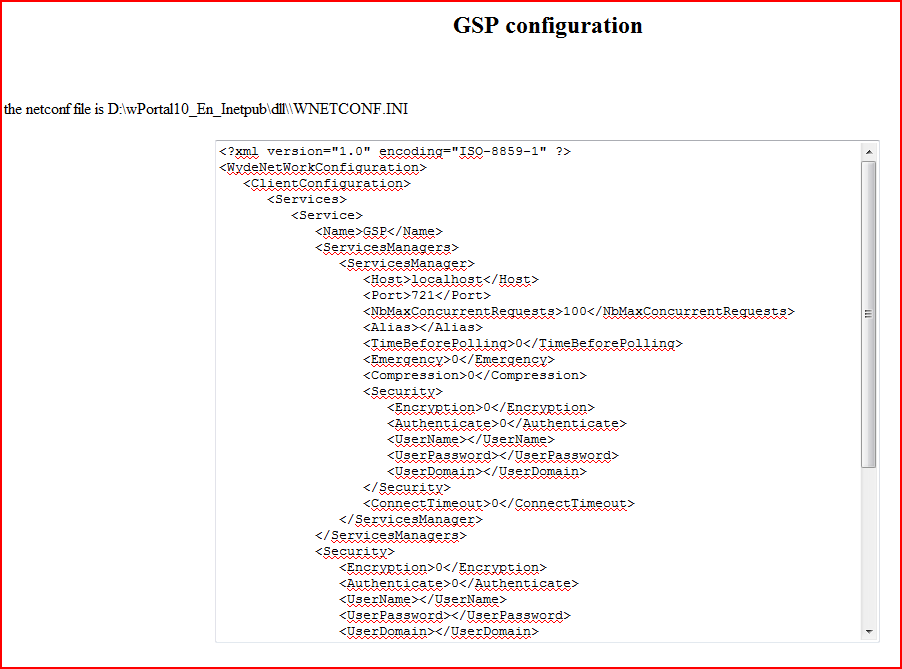 GSP configuration
the netconf file is D:\wPortal10_En_Inetpub\dll\\WNETCONF.INI
<?xml version="1.0" encoding="ISO-8859-1" ?>
<WydeNetWorkConfiguration>
<ClientConfiguration>
<Services>
<Service>
<Name>GSP</Name>
<ServicesManagers>
<ServicesManager>
<Host>localhost</Host>
<Port>721</Port>
<NbMaxConcurrentRequests>100</NbMaxConcurrentRequests>
<Alias></Alias>
<TimeBeforePolling>0</TimeBeforePolling>
<Emergency>0</Emergency>
<Compression>0</Compression>
<Security>
<Encryption>0</Encryption>
<Authenticate>0</Authenticate>
<UserName></UserName>
<UserPassword></UserPassword>
<UserDomain></UserDomain>
</Security>
<ConnectTimeout>0</ConnectTimeout>
</ServicesManager>
</ServicesManagers>
<Security>
<Encryption>0</Encryption>
<Authenticate>0</Authenticate>
<UserName></UserName>
<UserPassword></UserPassword>
<UserDomain></UserDomain>